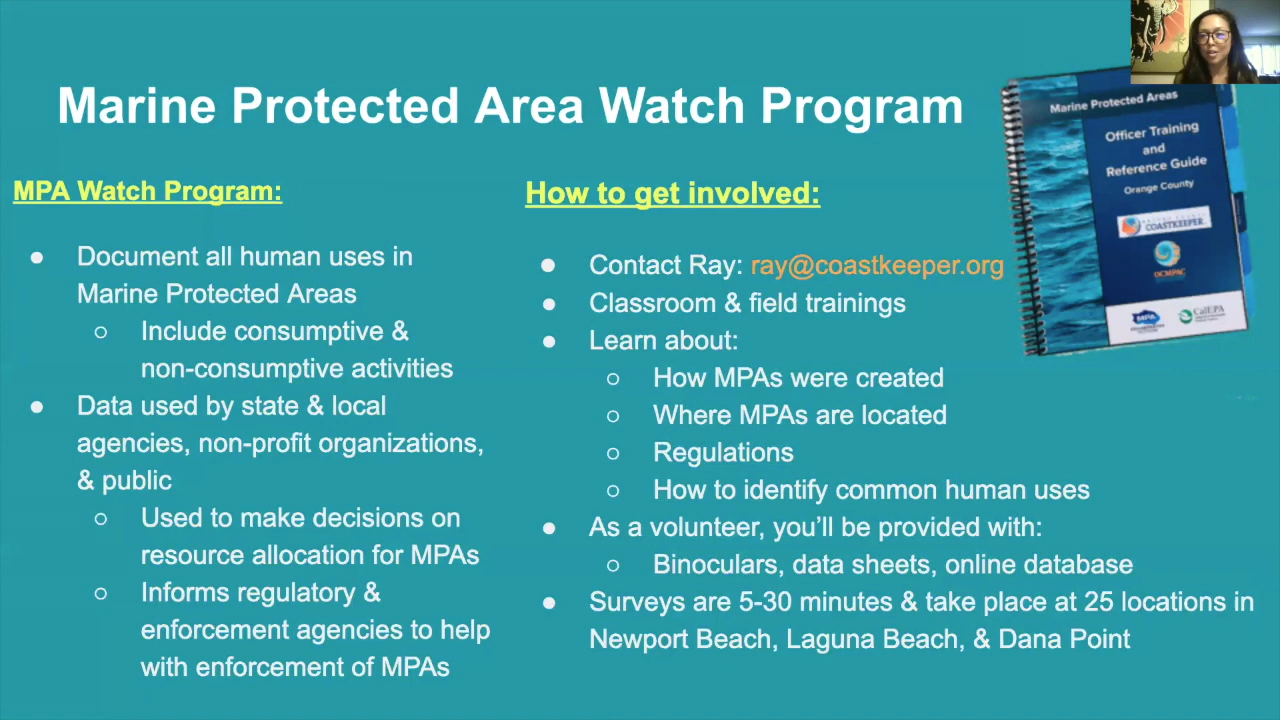 Marine Protected Area Watch Program
MPA Watch Program:
● Document all human uses in
Marine Protected Areas
○ Include consumptive &
non-consumptive activities
● Data used by state & local
agencies, non-profit organizations,
& public
○ Used to make decisions on
resource allocation for MPAs
○ Informs regulatory &
enforcement agencies to help
with enforcement of MPAs
How to get involved:
● Contact Ray: ray@coastkeeper.org
● Classroom & field trainings
● Learn about:
○ How MPAs were created
○ Where MPAs are located
○ Regulations
○ How to identify common human uses
● As a volunteer, you’ll be provided with:
○ Binoculars, data sheets, online database
● Surveys are 5-30 minutes & take place at 25 locations in
Newport Beach, Laguna Beach, & Dana Point
Marine Protected Areas
Officer Training
and
Reference Guide
Orange County
COASTKEEPER
OCMPAC
MPA
CalEPA